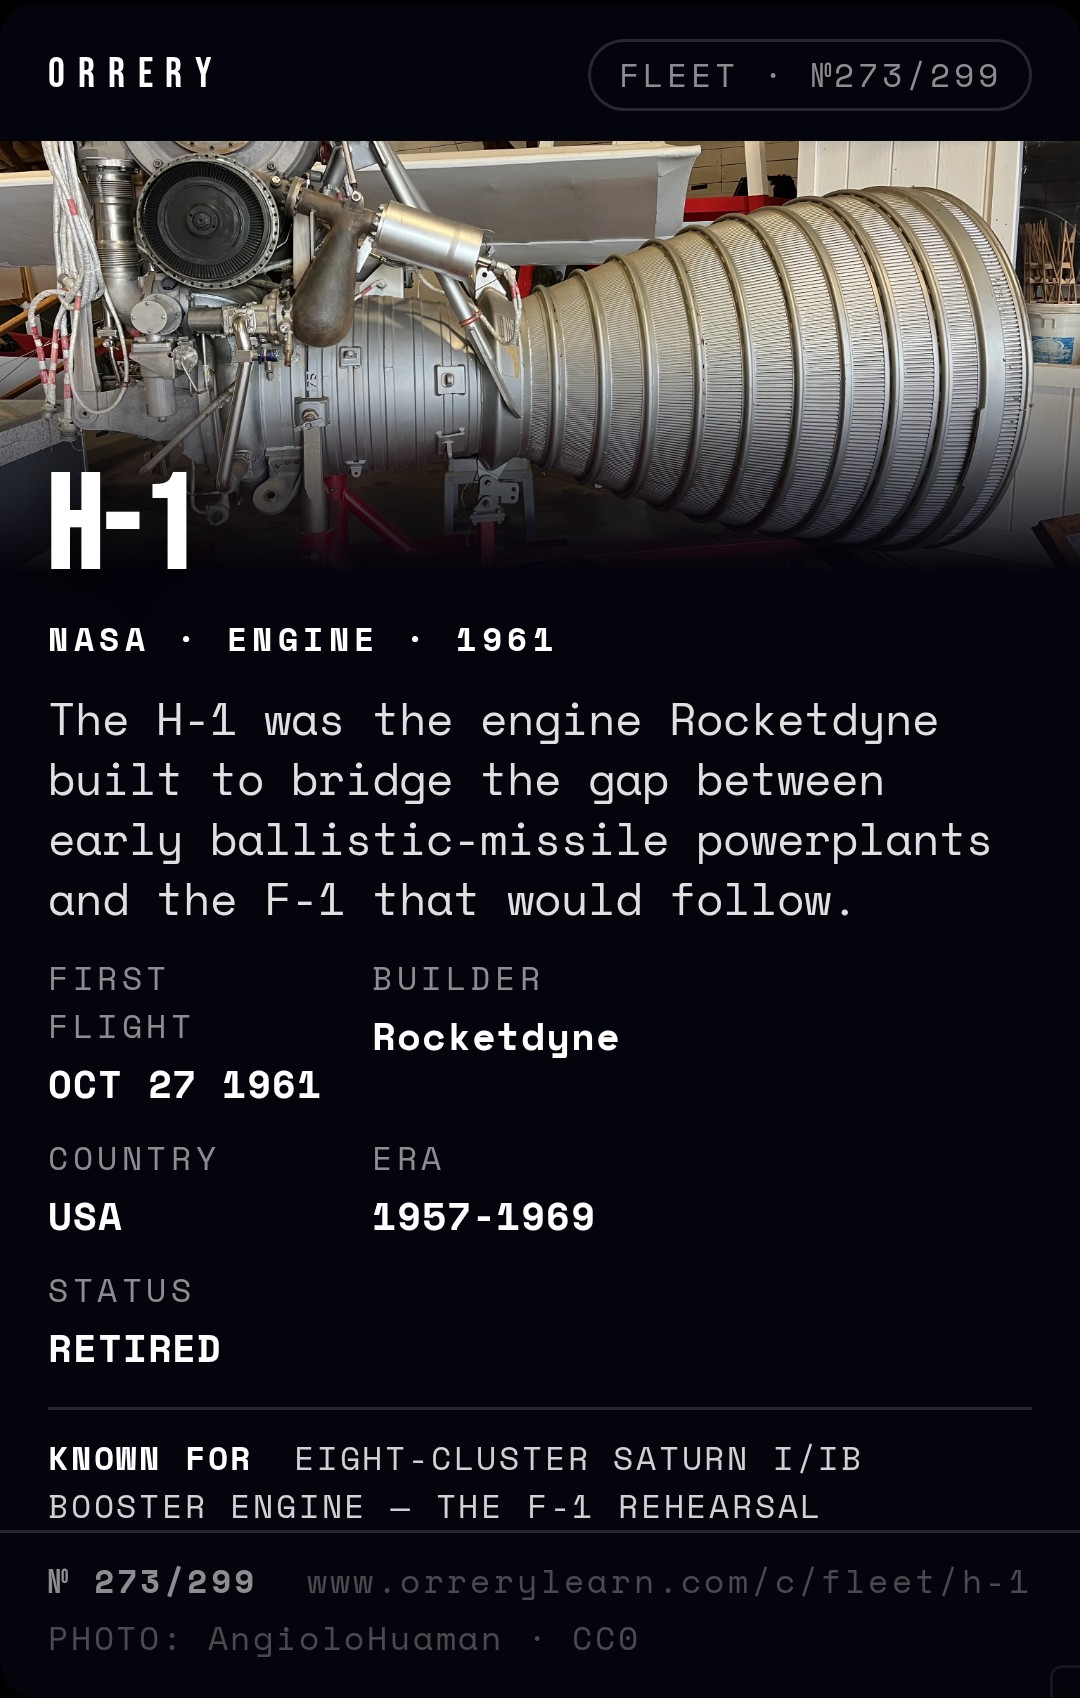 ORRERY
FLEET · №273/299
75
H-1
NASA · ENGINE · 1961
The H-1 was the engine Rocketdyne
built to bridge the gap between
early ballistic-missile powerplants
and the F-1 that would follow.
FIRST
FLIGHT
OCT 27 1961
BUILDER
Rocketdyne
COUNTRY
USA
ERA
1957-1969
STATUS
RETIRED
KNOWN FOR EIGHT-CLUSTER SATURN I/IB
BOOSTER ENGINE — THE F-1 REHEARSAL
№ 273/299 www.orrerylearn.com/c/fleet/h-1
PHOTO: AngioloHuaman · CC0